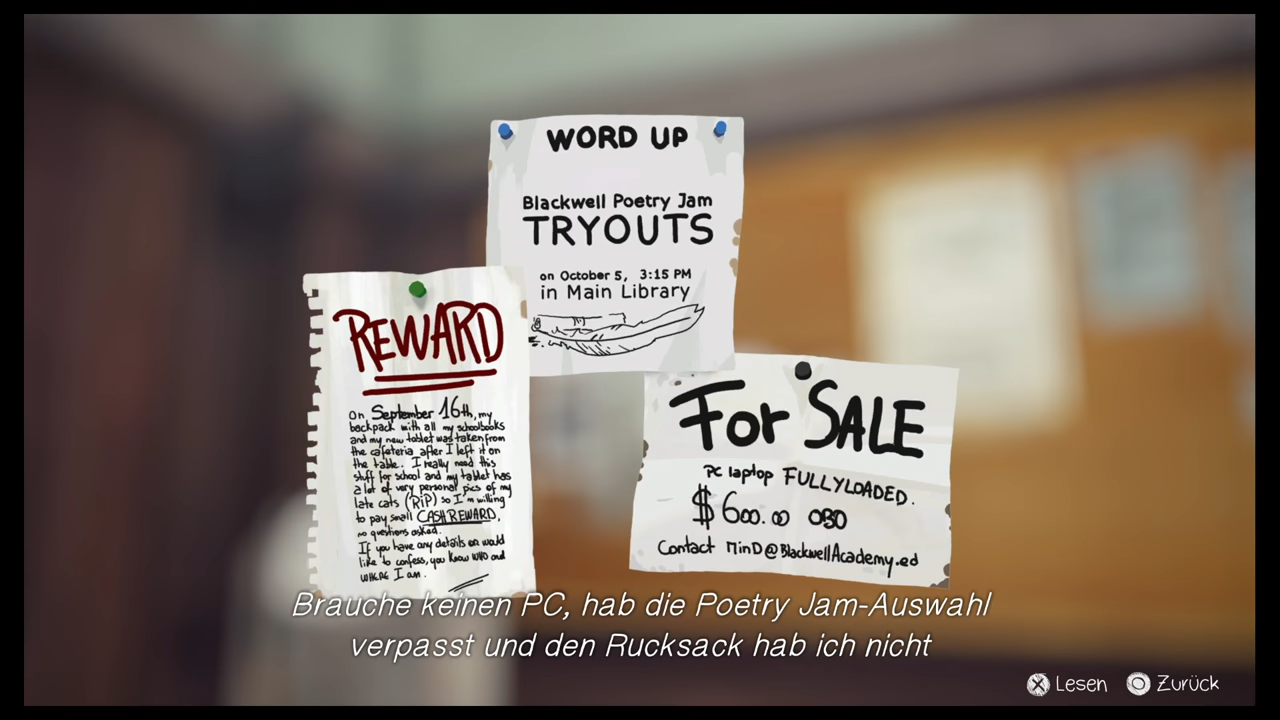 WORD UP
Blackwell Poetry Jam
TRYOUTS
on October 5, 3:15 PM
in Main Library
REWARD
On September 16th, my
backpack with all my schoolbooks
and my new tablet was taken from
the cafeteria after I left it on
the table. I really need this
stuff for school and my tablet has
a lot of very personal pics of my
late cats (RIP) so I'm willing
to pay small CASH REWARD,
no questions asked.
If you have any details or would
like to confess, you know WHO and
WHERE I am.
For SALE
PC laptop FULLYLOADED.
$600.00 OBO
Contact MinD@BlackwellAcademy.ed
Brauche keinen PC, hab die Poetry Jam-Auswahl
verpasst und den Rucksack hab ich nicht
Lesen
Zurück